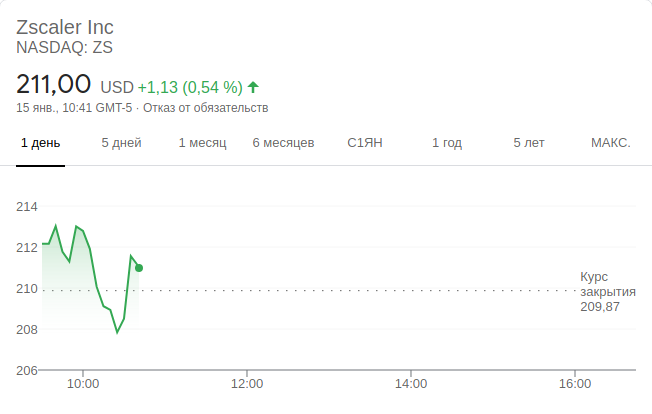 Zscaler Inc
NASDAQ: ZS
211,00 USD +1,13 (0,54 %)
15 янв., 10:41 GMT-5 · Отказ от обязательств
1 день 5 дней 1 месяц 6 месяцев С1ЯН 1 год 5 лет МАКС.
214
212
210
208
206
Курс
закрытия
209,87
10:00 12:00 14:00 16:00